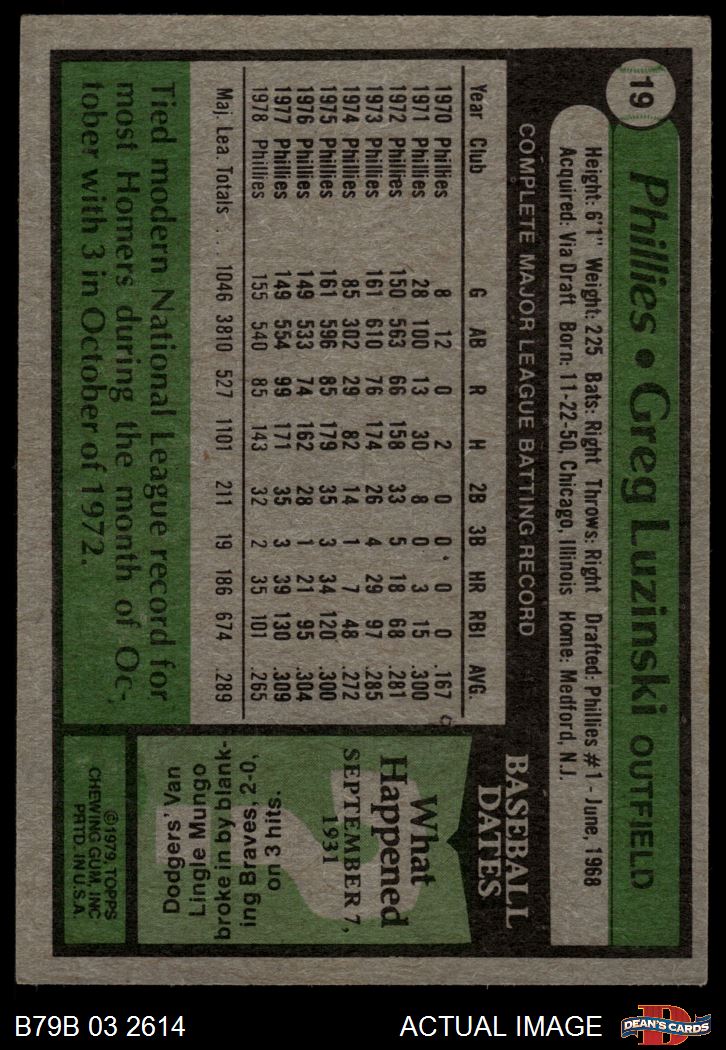 19
Phillies • Greg Luzinski OUTFIELD
Height: 6'1" Weight: 225 Bats: Right Throws: Right Drafted: Phillies #1 - June, 1968
Acquired: Via Draft Born: 11-22-50, Chicago, Illinois Home: Medford, N.J.
COMPLETE MAJOR LEAGUE BATTING RECORD
Year Club G AB R H 2B 3B HR RBI AVG.
1970 Phillies 8 12 0 2 0 0 0 0 .167
1971 Phillies 28 100 13 30 8 0 3 15 .300
1972 Phillies 150 563 66 158 33 5 18 68 .281
1973 Phillies 161 610 76 174 26 4 29 97 .285
1974 Phillies 85 302 29 82 14 1 7 48 .272
1975 Phillies 161 596 85 179 35 3 34 120 .300
1976 Phillies 149 533 74 162 28 1 21 95 .304
1977 Phillies 149 554 99 171 35 3 39 130 .309
1978 Phillies 155 540 85 143 32 2 35 101 .265
Maj. Lea. Totals . . . 1046 3810 527 1101 211 19 186 674 .289
Tied modern National League record for
most Homers during the month of Oc-
tober with 3 in October of 1972.
BASEBALL
DATES
What
Happened
SEPTEMBER 7,
1931
Dodgers' Van
Lingle Mungo
broke in by blank-
ing Braves, 2-0,
on 3 hits.
©1979, TOPPS
CHEWING GUM, INC
PRTD. IN U.S.A.
B79B 03 2614
ACTUAL IMAGE
DEAN'S CARDS